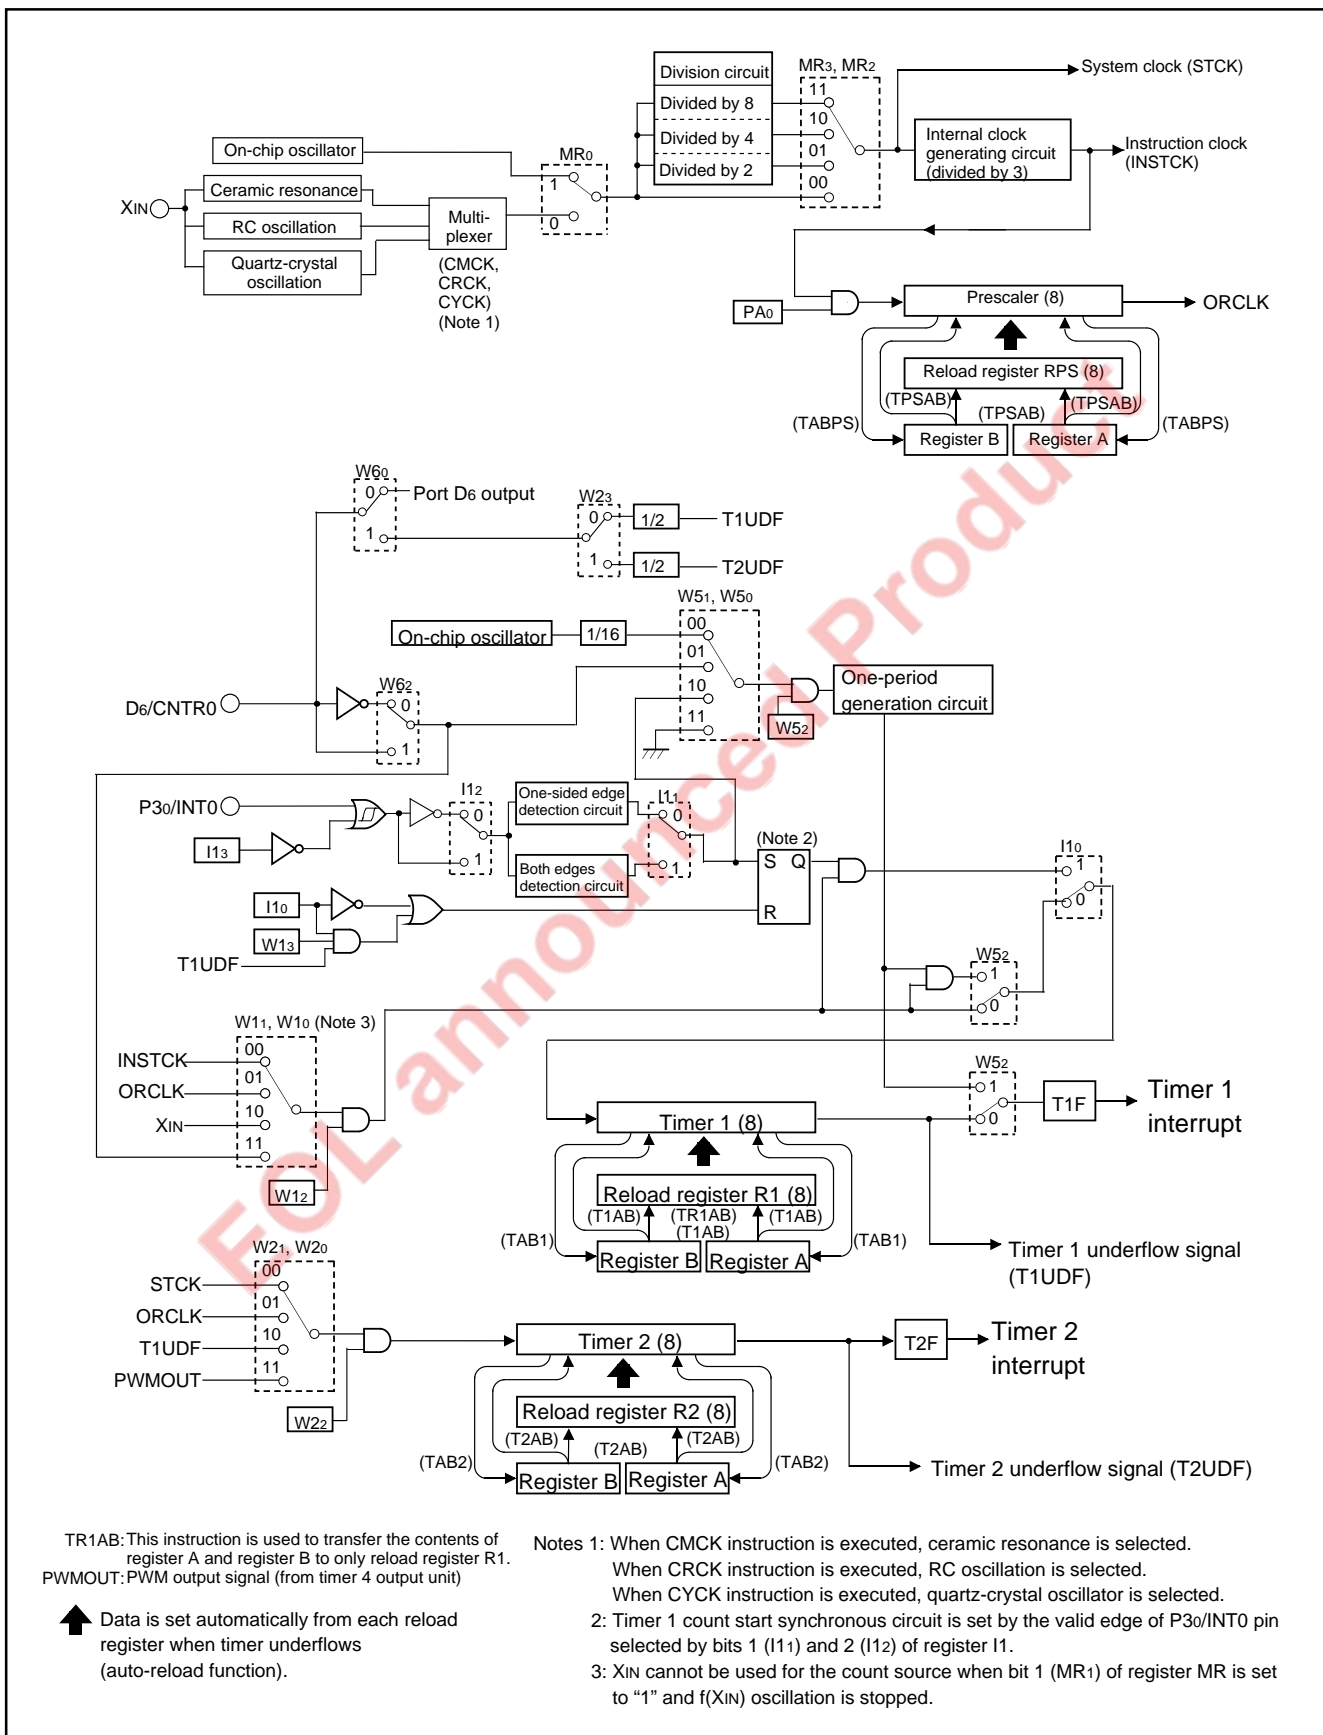 Division circuit
Divided by 8
Divided by 4
Divided by 2
MR3, MR2
11
10
01
00
System clock (STCK)
Internal clock
generating circuit
(divided by 3)
Instruction clock
(INSTCK)
On-chip oscillator
MR0
1
0
XIN
Ceramic resonance
RC oscillation
Quartz-crystal
oscillation
Multi-
plexer
(CMCK,
CRCK,
CYCK)
(Note 1)
PA0
Prescaler (8)
ORCLK
Reload register RPS (8)
(TPSAB)
(TPSAB)
(TPSAB)
(TABPS)
(TABPS)
Register B
Register A
W60
0
1
Port D6 output
W23
0
1
1/2
T1UDF
1/2
T2UDF
W51, W50
00
01
10
11
On-chip oscillator
1/16
One-period
generation circuit
W52
D6/CNTR0
W62
0
1
P30/INT0
I13
I12
0
1
One-sided edge
detection circuit
Both edges
detection circuit
I11
0
1
(Note 2)
S
Q
R
I10
1
0
I10
W13
T1UDF
W52
1
0
W11, W10 (Note 3)
INSTCK
00
ORCLK
01
XIN
10
11
W12
W52
1
0
T1F
Timer 1
interrupt
Timer 1 (8)
Reload register R1 (8)
(T1AB)
(TR1AB)
(T1AB)
(T1AB)
(TAB1)
(TAB1)
Register B
Register A
Timer 1 underflow signal
(T1UDF)
W21, W20
STCK
00
ORCLK
01
T1UDF
10
PWMOUT
11
W22
Timer 2 (8)
T2F
Timer 2
interrupt
Reload register R2 (8)
(T2AB)
(T2AB)
(T2AB)
(TAB2)
(TAB2)
Register B
Register A
Timer 2 underflow signal (T2UDF)
TR1AB: This instruction is used to transfer the contents of
register A and register B to only reload register R1.
PWMOUT: PWM output signal (from timer 4 output unit)
Data is set automatically from each reload
register when timer underflows
(auto-reload function).
Notes 1: When CMCK instruction is executed, ceramic resonance is selected.
When CRCK instruction is executed, RC oscillation is selected.
When CYCK instruction is executed, quartz-crystal oscillator is selected.
2: Timer 1 count start synchronous circuit is set by the valid edge of P30/INT0 pin
selected by bits 1 (I11) and 2 (I12) of register I1.
3: XIN cannot be used for the count source when bit 1 (MR1) of register MR is set
to “1” and f(XIN) oscillation is stopped.
EOL announced Product